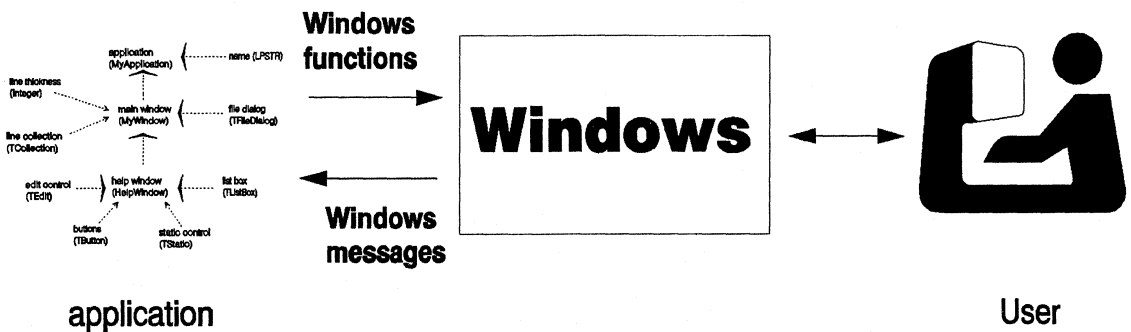 Windows
functions
application
(MyApplication)
name (LPSTR)
line thickness
(Integer)
main window
(MyWindow)
file dialog
(TFileDialog)
line collection
(TCollection)
edit control
(TEdit)
help window
(HelpWindow)
list box
(TListBox)
buttons
(TButton)
static control
(TStatic)
Windows
messages
Windows
application
User